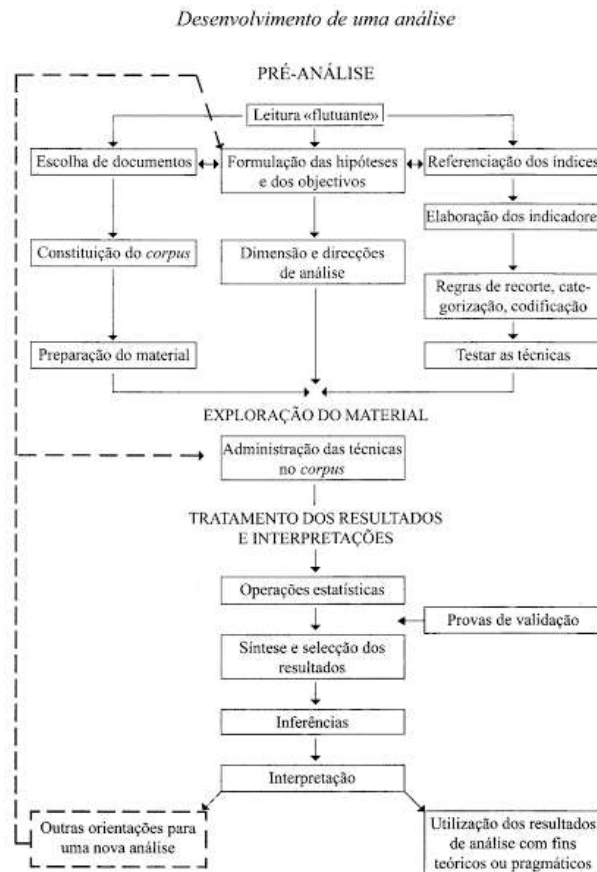 Desenvolvimento de uma análise
PRÉ-ANÁLISE
Leitura «flutuante»
Escolha de documentos
Formulação das hipóteses
e dos objectivos
Referenciação dos índices
Elaboração dos indicadores
Constituição do corpus
Dimensão e direcções
de análise
Regras de recorte, cate-
gorização, codificação
Preparação do material
Testar as técnicas
EXPLORAÇÃO DO MATERIAL
Administração das técnicas
no corpus
TRATAMENTO DOS RESULTADOS
E INTERPRETAÇÕES
Operações estatísticas
Provas de validação
Síntese e selecção dos
resultados
Inferências
Interpretação
Outras orientações para
uma nova análise
Utilização dos resultados
de análise com fins
teóricos ou pragmáticos